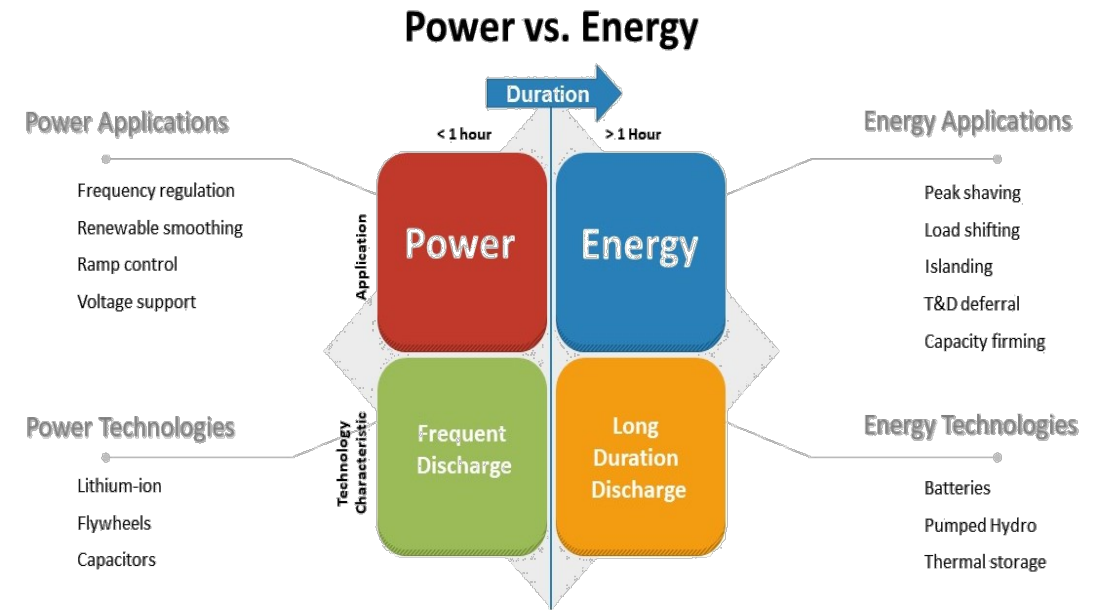 Power vs. Energy
Duration
< 1 hour
> 1 Hour
Power Applications
Frequency regulation
Renewable smoothing
Ramp control
Voltage support
Energy Applications
Peak shaving
Load shifting
Islanding
T&D deferral
Capacity firming
Application
Power
Energy
Power Technologies
Lithium-ion
Flywheels
Capacitors
Technology
Characteristic
Frequent
Discharge
Long
Duration
Discharge
Energy Technologies
Batteries
Pumped Hydro
Thermal storage